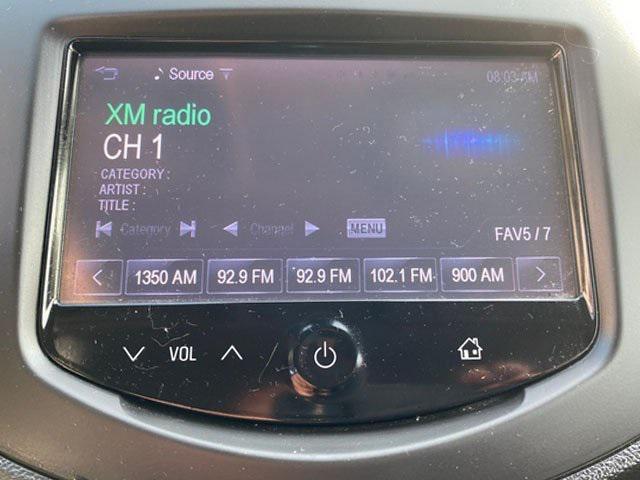 Source
08:03 AM
XM radio
CH 1
CATEGORY :
ARTIST :
TITLE :
Category Channel MENU
FAV5 / 7
< 1350 AM 92.9 FM 92.9 FM 102.1 FM 900 AM >
VOL